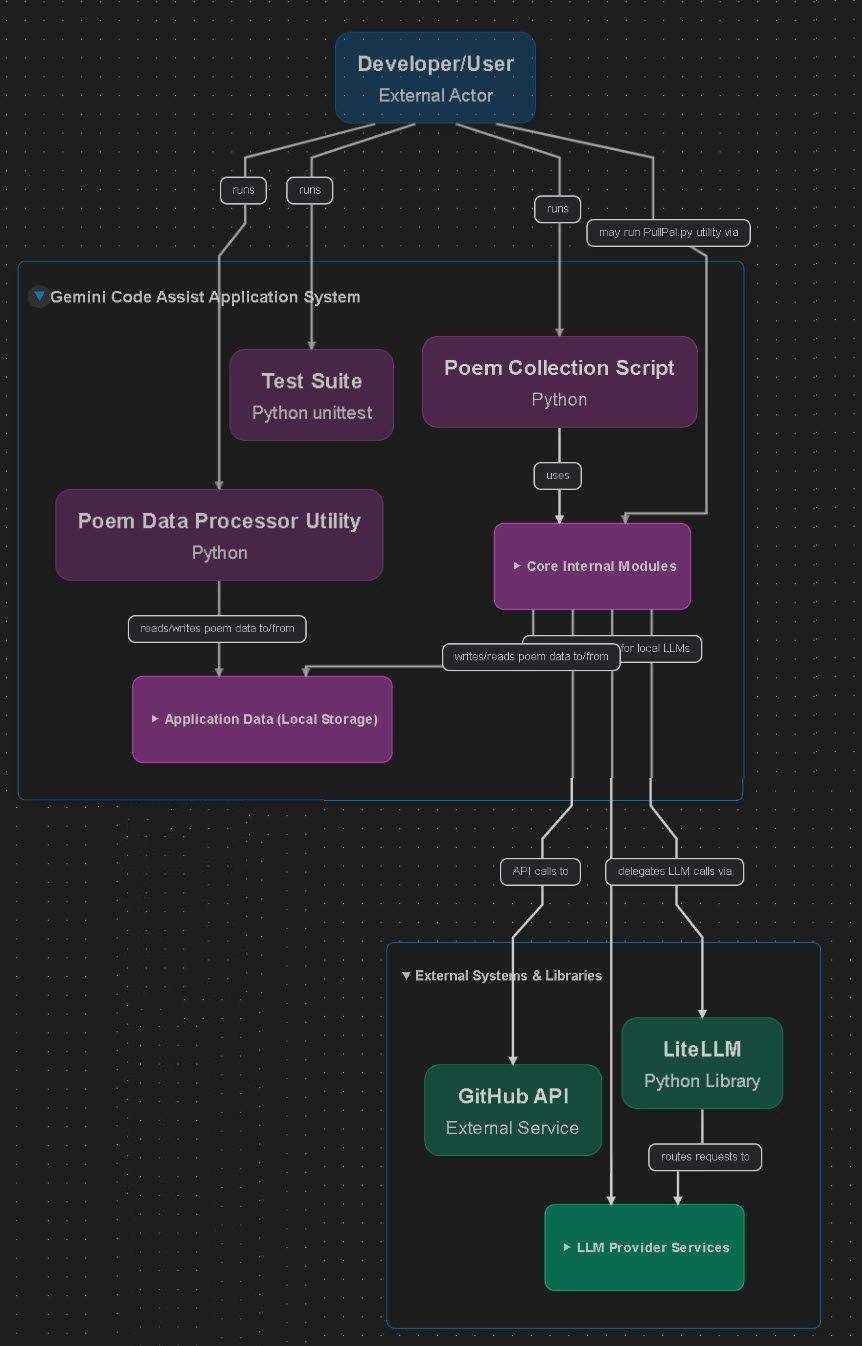 Developer/User
External Actor
runs
runs
runs
may run PullPal.py utility via
Gemini Code Assist Application System
Test Suite
Python unittest
Poem Collection Script
Python
uses
Poem Data Processor Utility
Python
Core Internal Modules
reads/writes poem data to/from
for local LLMs
writes/reads poem data to/from
Application Data (Local Storage)
API calls to
delegates LLM calls via
External Systems & Libraries
LiteLLM
Python Library
GitHub API
External Service
routes requests to
LLM Provider Services